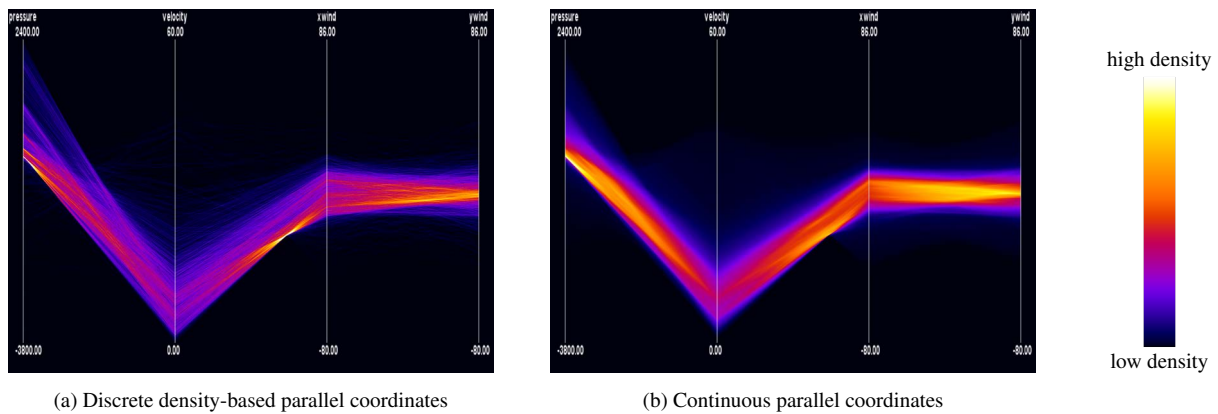 pressure velocity xwind ywind
2400.00 60.00 86.00 86.00
-3800.00 0.00 -80.00 -80.00
(a) Discrete density-based parallel coordinates
pressure velocity xwind ywind
2400.00 60.00 86.00 86.00
-3800.00 0.00 -80.00 -80.00
(b) Continuous parallel coordinates
high density
low density